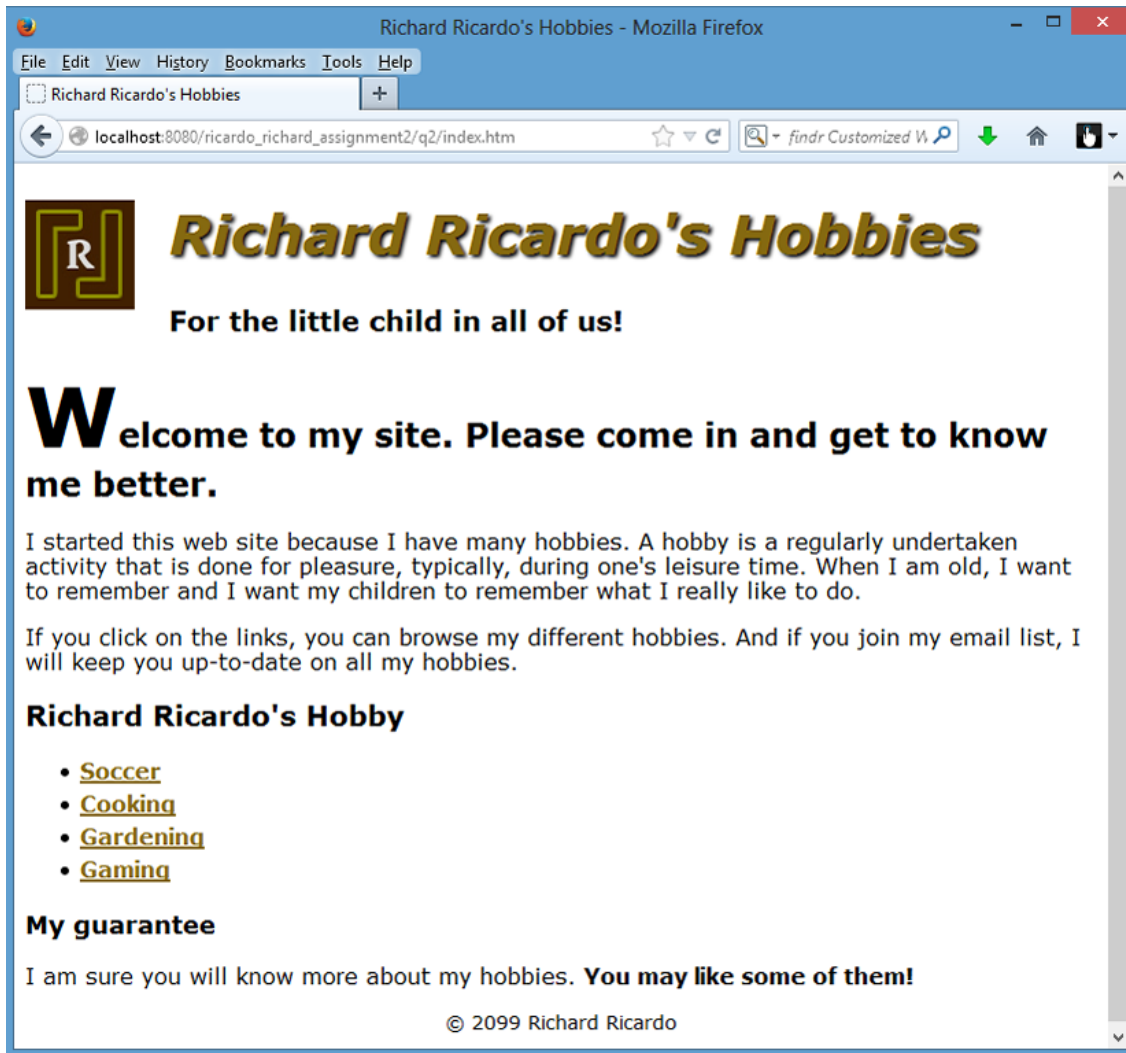 Richard Ricardo's Hobbies - Mozilla Firefox
File Edit View History Bookmarks Tools Help
Richard Ricardo's Hobbies
localhost:8080/ricardo_richard_assignment2/q2/index.htm
findr Customized W
R
Richard Ricardo's Hobbies
For the little child in all of us!
Welcome to my site. Please come in and get to know
me better.
I started this web site because I have many hobbies. A hobby is a regularly undertaken
activity that is done for pleasure, typically, during one's leisure time. When I am old, I want
to remember and I want my children to remember what I really like to do.
If you click on the links, you can browse my different hobbies. And if you join my email list, I
will keep you up-to-date on all my hobbies.
Richard Ricardo's Hobby
• Soccer
• Cooking
• Gardening
• Gaming
My guarantee
I am sure you will know more about my hobbies. You may like some of them!
© 2099 Richard Ricardo